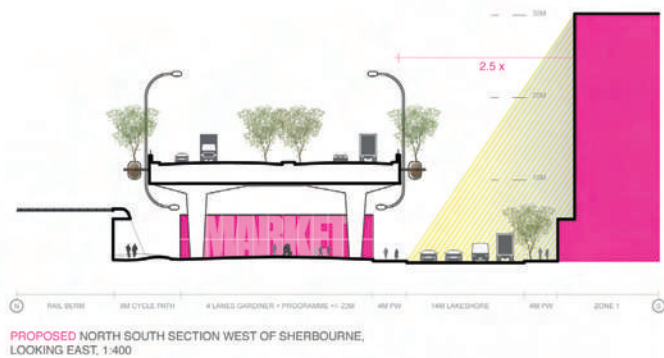 30M
2.5 x
20M
10M
MARKET
N
RAIL BERM
3M CYCLE PATH
4 LANES GARDINER + PROGRAMME +/- 22M
4M PW
14M LAKESHORE
4M PW
ZONE 1
S
PROPOSED NORTH SOUTH SECTION WEST OF SHERBOURNE,
LOOKING EAST, 1:400